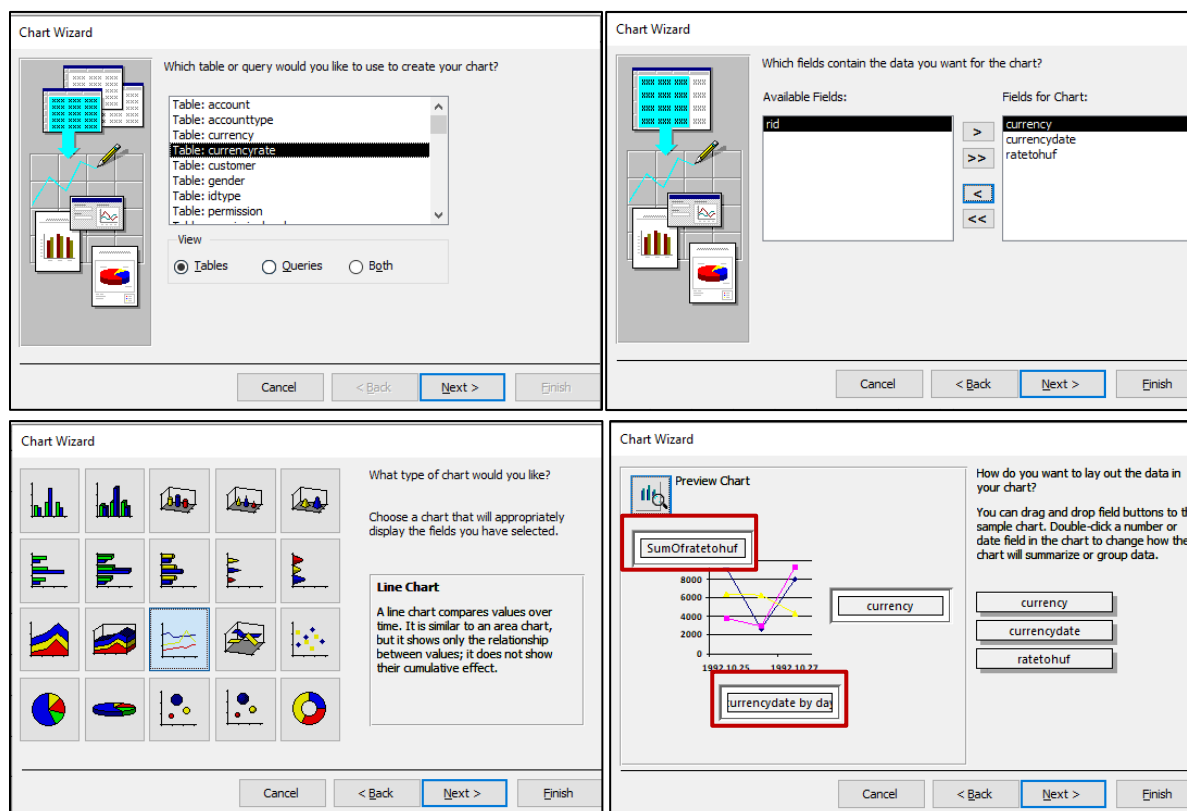 Chart Wizard
Which table or query would you like to use to create your chart?
Table: account
Table: accounttype
Table: currency
Table: currencyrate
Table: customer
Table: gender
Table: idtype
Table: permission
View
Tables
Queries
Both
Cancel
< Back
Next >
Finish
Chart Wizard
Which fields contain the data you want for the chart?
Available Fields:
Fields for Chart:
rid
>
>>
<
<<
currency
currencydate
ratetohuf
Cancel
< Back
Next >
Finish
Chart Wizard
What type of chart would you like?
Choose a chart that will appropriately
display the fields you have selected.
Line Chart
A line chart compares values over
time. It is similar to an area chart,
but it shows only the relationship
between values; it does not show
their cumulative effect.
Cancel
< Back
Next >
Finish
Chart Wizard
Preview Chart
SumOfratetohuf
8000
6000
4000
2000
0
1992.10.25
1992.10.27
currency
urrencydate by day
How do you want to lay out the data in
your chart?
You can drag and drop field buttons to
sample chart. Double-click a number or
date field in the chart to change how the
chart will summarize or group data.
currency
currencydate
ratetohuf
Cancel
< Back
Next >
Finish